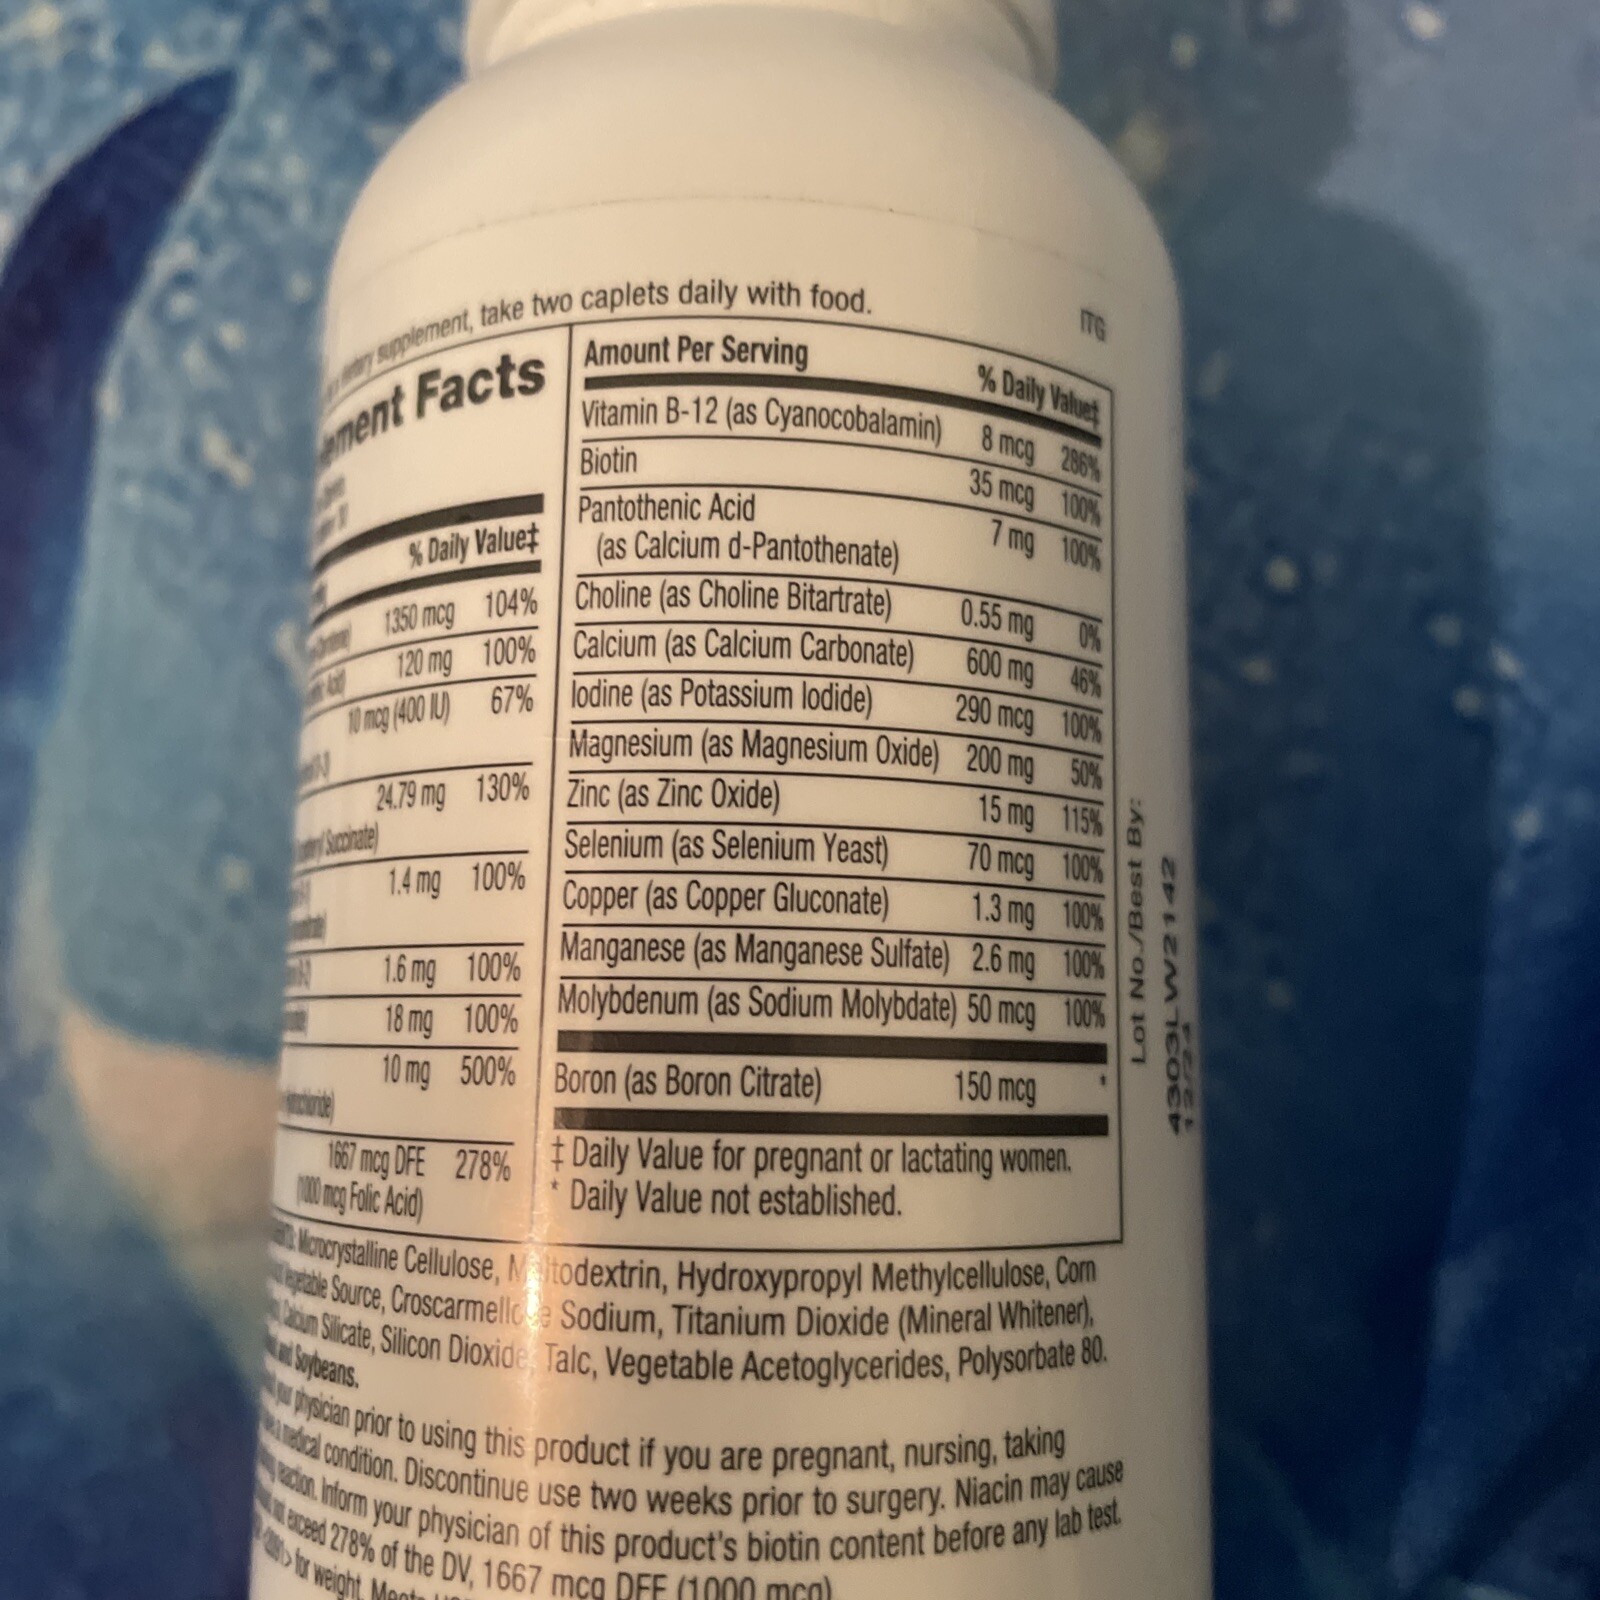 supplement, take two caplets daily with food.
ITG
ement Facts
% Daily Value‡
1350 mcg 104%
120 mg 100%
10 mcg (400 IU) 67%
24.79 mg 130%
Succinate)
1.4 mg 100%
1.6 mg 100%
18 mg 100%
10 mg 500%
1667 mcg DFE 278%
(1000 mcg Folic Acid)
Amount Per Serving
% Daily Value‡
Vitamin B-12 (as Cyanocobalamin) 8 mcg 286%
Biotin 35 mcg 100%
Pantothenic Acid 7 mg 100%
(as Calcium d-Pantothenate)
Choline (as Choline Bitartrate) 0.55 mg 0%
Calcium (as Calcium Carbonate) 600 mg 46%
Iodine (as Potassium Iodide) 290 mcg 100%
Magnesium (as Magnesium Oxide) 200 mg 50%
Zinc (as Zinc Oxide) 15 mg 115%
Selenium (as Selenium Yeast) 70 mcg 100%
Copper (as Copper Gluconate) 1.3 mg 100%
Manganese (as Manganese Sulfate) 2.6 mg 100%
Molybdenum (as Sodium Molybdate) 50 mcg 100%
Boron (as Boron Citrate) 150 mcg *
‡ Daily Value for pregnant or lactating women.
* Daily Value not established.
Microcrystalline Cellulose, Maltodextrin, Hydroxypropyl Methylcellulose, Corn
Vegetable Source, Croscarmellose Sodium, Titanium Dioxide (Mineral Whitener),
Calcium Silicate, Silicon Dioxide, Talc, Vegetable Acetoglycerides, Polysorbate 80.
and Soybeans.
your physician prior to using this product if you are pregnant, nursing, taking
a medical condition. Discontinue use two weeks prior to surgery. Niacin may cause
reaction. Inform your physician of this product's biotin content before any lab test.
not exceed 278% of the DV, 1667 mcg DFE (1000 mcg)
<2091> for weight.
Lot No./Best By:
4303LW2142
12/24